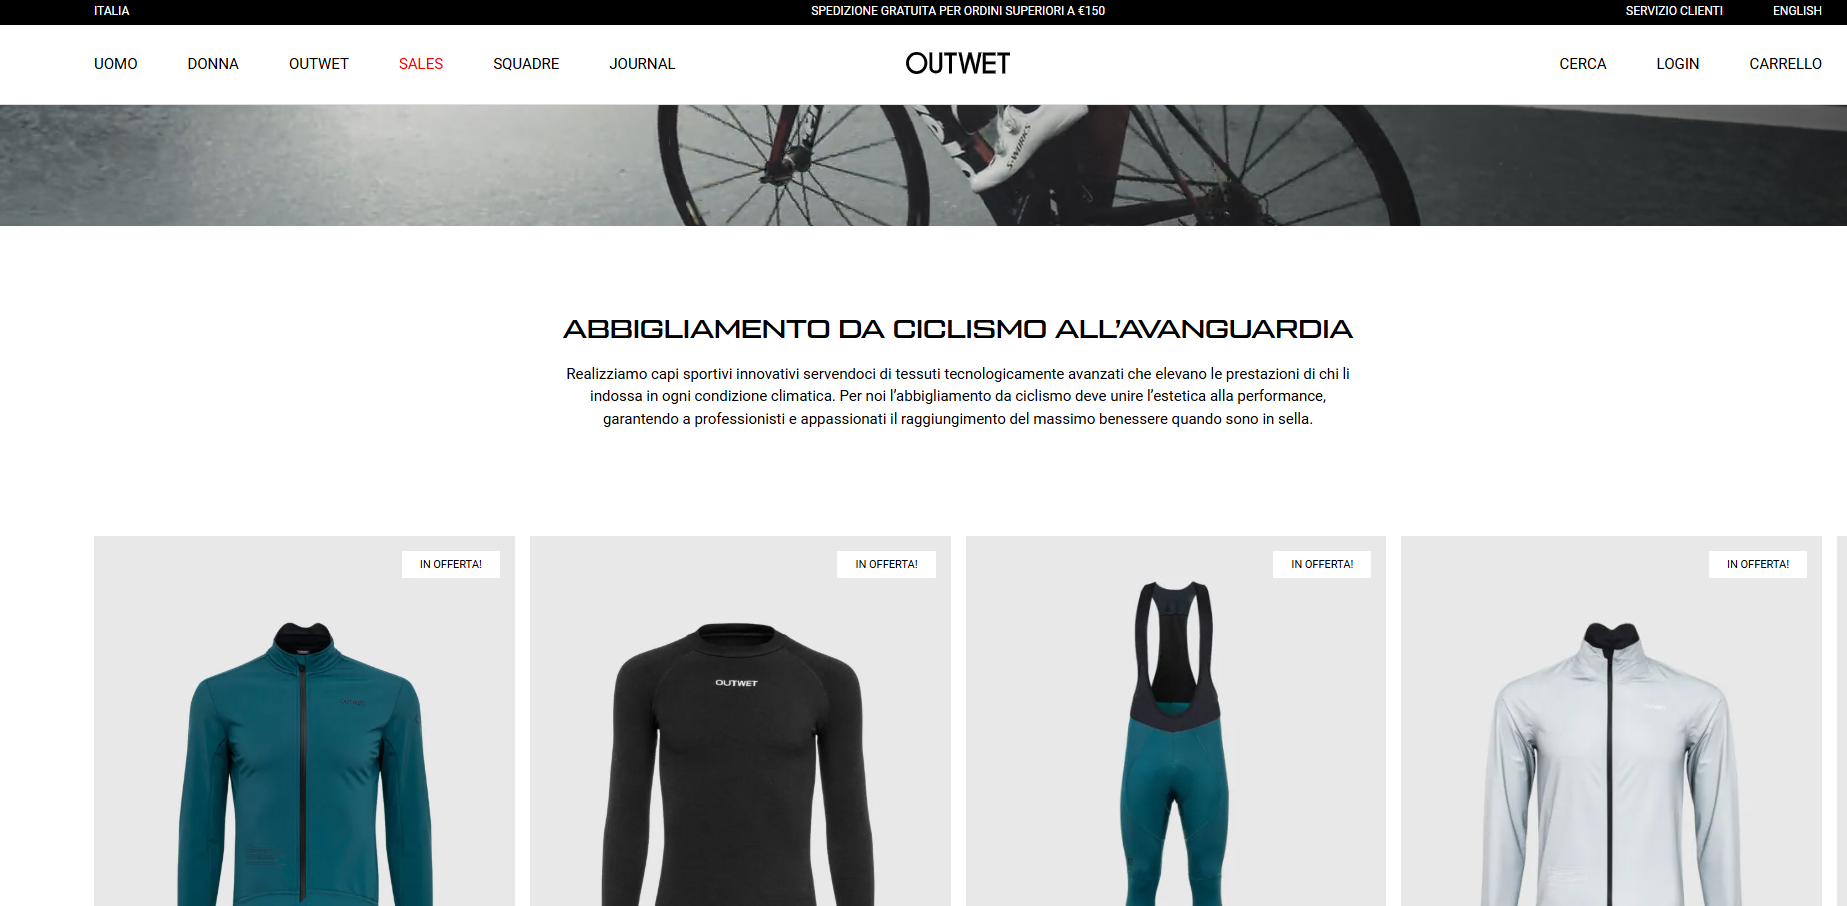 ITALIA
SPEDIZIONE GRATUITA PER ORDINI SUPERIORI A €150
SERVIZIO CLIENTI
ENGLISH
UOMO
DONNA
OUTWET
SALES
SQUADRE
JOURNAL
OUTWET
CERCA
LOGIN
CARRELLO
S-WORKS
ABBIGLIAMENTO DA CICLISMO ALL’AVANGUARDIA
Realizziamo capi sportivi innovativi servendoci di tessuti tecnologicamente avanzati che elevano le prestazioni di chi li
indossa in ogni condizione climatica. Per noi l’abbigliamento da ciclismo deve unire l’estetica alla performance,
garantendo a professionisti e appassionati il raggiungimento del massimo benessere quando sono in sella.
IN OFFERTA!
IN OFFERTA!
IN OFFERTA!
IN OFFERTA!
OUTWET
OUTWET
OUTWET